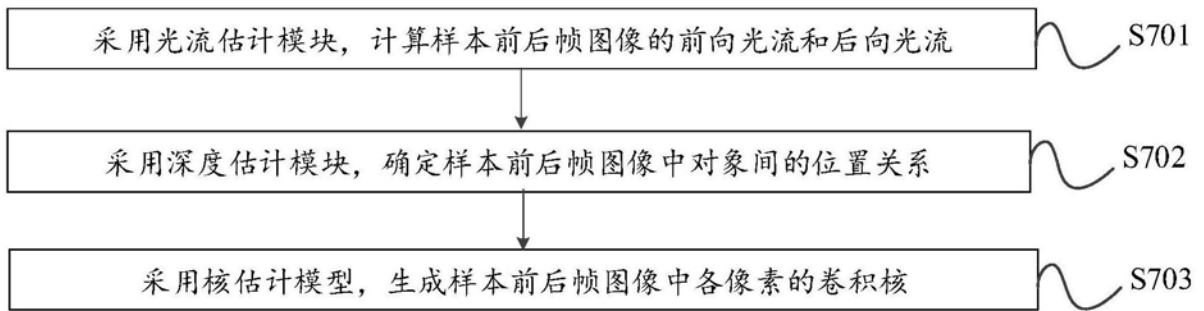 采用光流估计模块，计算样本前后帧图像的前向光流和后向光流
S701
采用深度估计模块，确定样本前后帧图像中对象间的位置关系
S702
采用核估计模型，生成样本前后帧图像中各像素的卷积核
S703